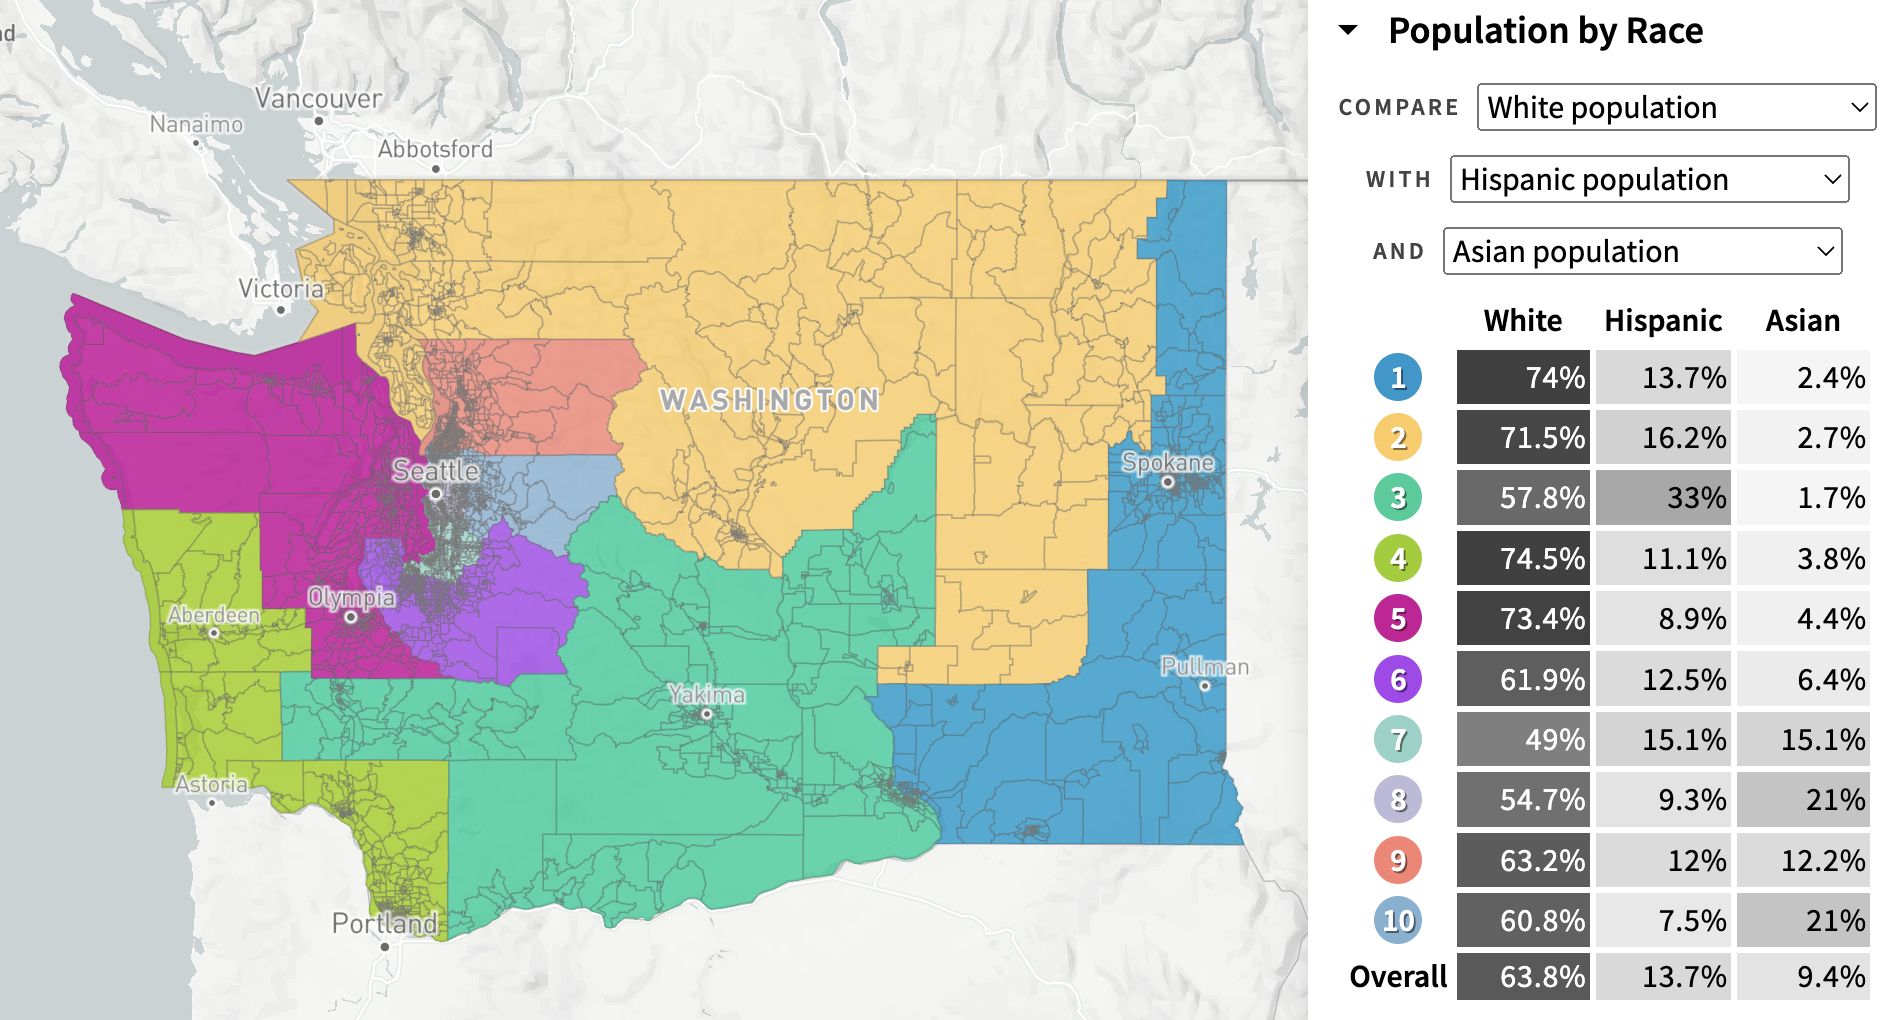 d
Vancouver
Nanaimo
Abbotsford
Victoria
WASHINGTON
Seattle
Spokane
Olympia
Aberdeen
Pullman
Yakima
Astoria
Portland
Population by Race
COMPARE White population
WITH Hispanic population
AND Asian population
White Hispanic Asian
1 74% 13.7% 2.4%
2 71.5% 16.2% 2.7%
3 57.8% 33% 1.7%
4 74.5% 11.1% 3.8%
5 73.4% 8.9% 4.4%
6 61.9% 12.5% 6.4%
7 49% 15.1% 15.1%
8 54.7% 9.3% 21%
9 63.2% 12% 12.2%
10 60.8% 7.5% 21%
Overall 63.8% 13.7% 9.4%